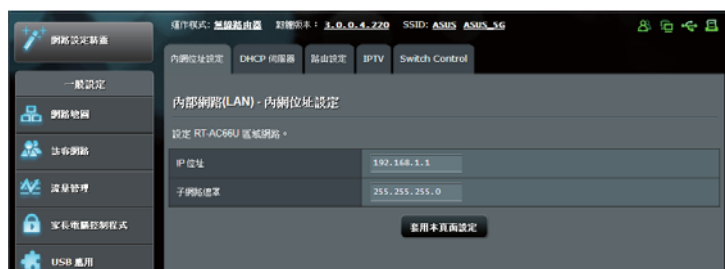 操作模式: 無線路由器 韌體版本: 3.0.0.4.220 SSID: ASUS ASUS_5G
網路設定精靈
內網位址設定 DHCP 伺服器 路由設定 IPTV Switch Control
一般設定
網路地圖
訪客網路
流量管理
家長電腦控制程式
USB 應用
內部網路(LAN) - 內網位址設定
設定 RT-AC66U 區域網路。
IP 位址 192.168.1.1
子網路遮罩 255.255.255.0
套用本頁面設定